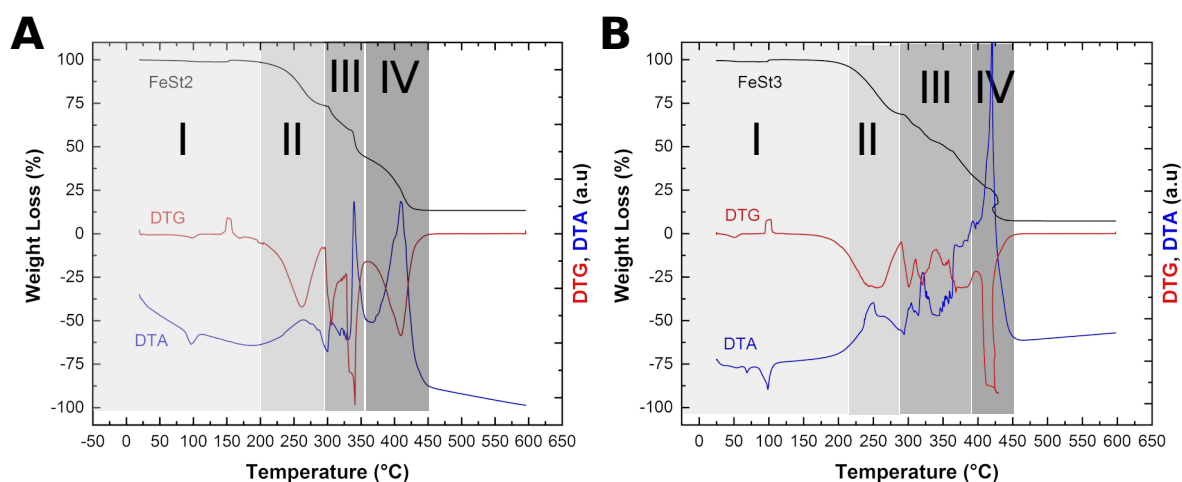 A
B
100
75
50
25
0
-25
-50
-75
-100
Weight Loss (%)
FeSt2
DTG
DTA
I
II
III
IV
-50 0 50 100 150 200 250 300 350 400 450 500 550 600 650
Temperature (°C)
DTG, DTA (a.u)
100
75
50
25
0
-25
-50
-75
-100
Weight Loss (%)
FeSt3
DTG
DTA
I
II
III
IV
0 50 100 150 200 250 300 350 400 450 500 550 600 650
Temperature (°C)
DTG, DTA (a.u)